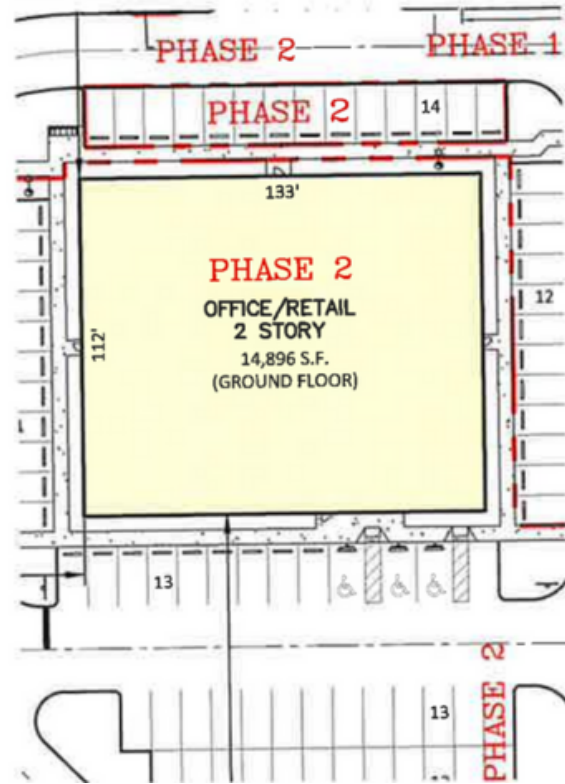 PHASE 2
PHASE 1
PHASE 2
14
133'
PHASE 2
OFFICE/RETAIL
2 STORY
14,896 S.F.
(GROUND FLOOR)
112'
12
13
13
PHASE 2